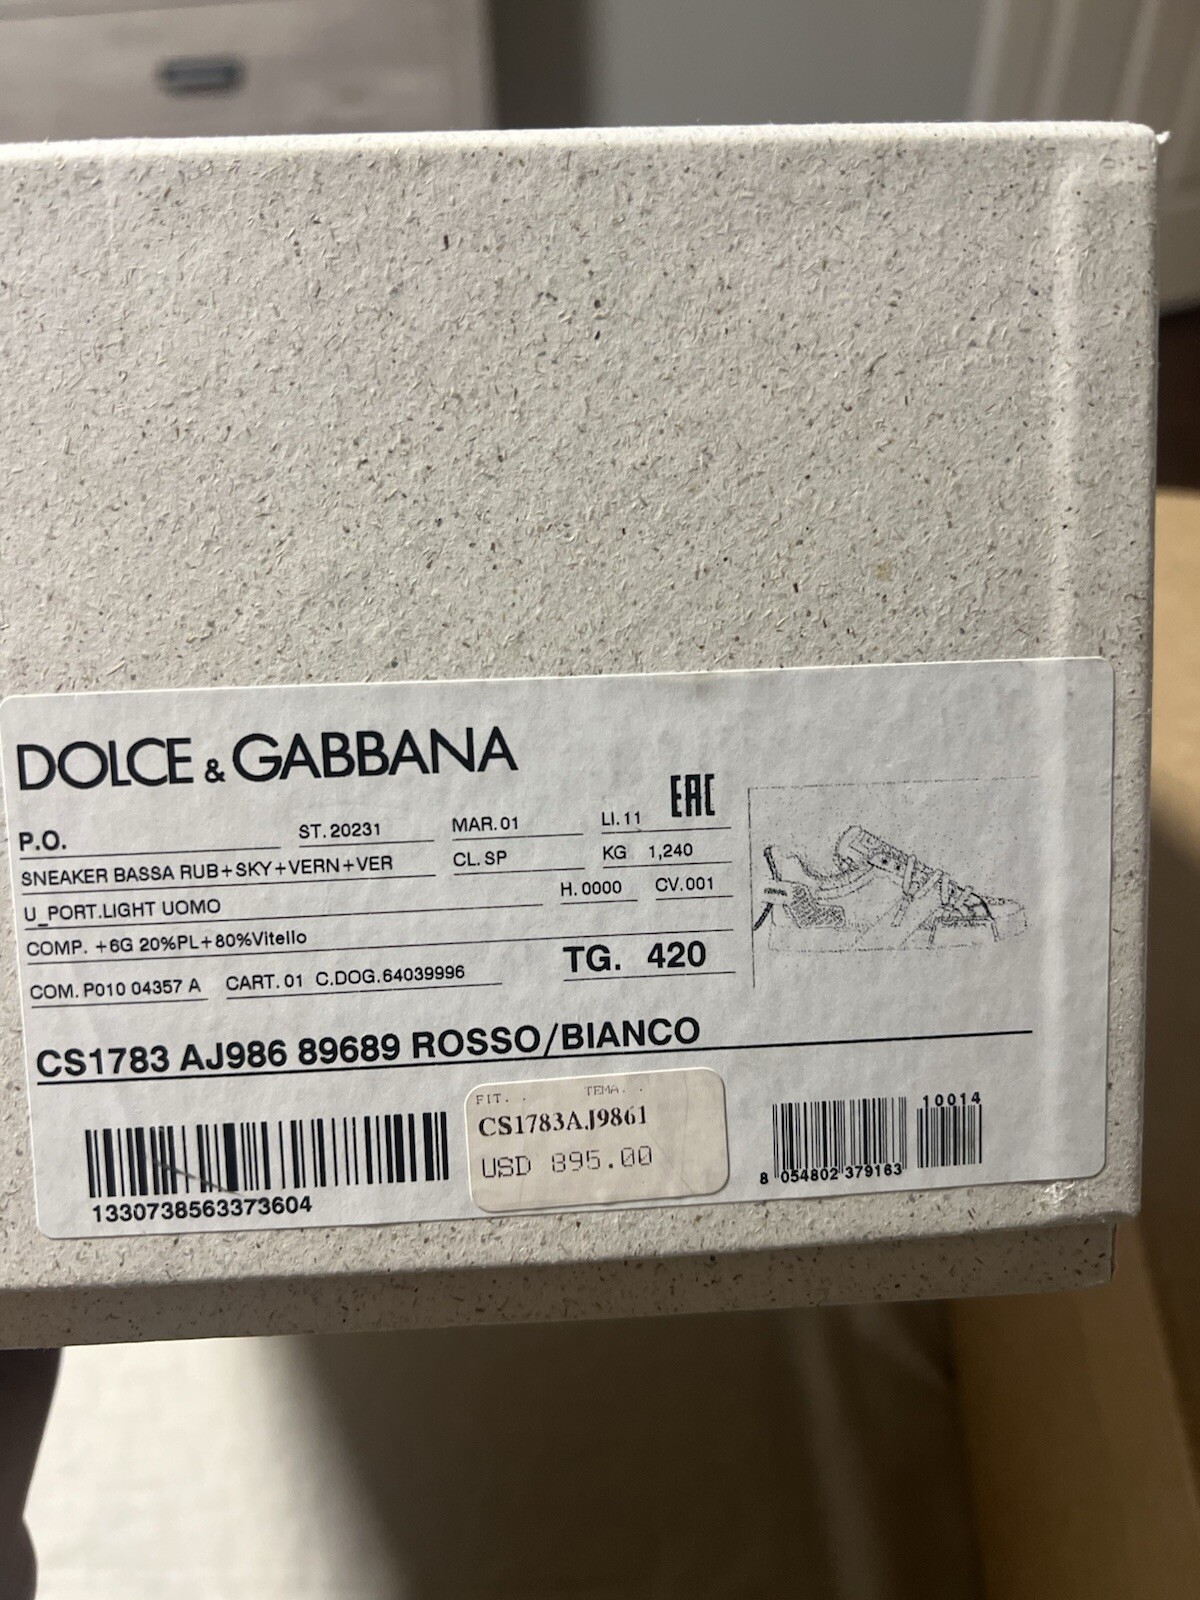 DOLCE & GABBANA
P.O. ST. 20231 MAR. 01 LI. 11 EAC
SNEAKER BASSA RUB+SKY+VERN+VER CL. SP KG 1,240
U_PORT.LIGHT UOMO H. 0000 CV. 001
COMP. +6G 20%PL+80%Vitello
COM. P010 04357 A CART. 01 C.DOG. 64039996 TG. 420
CS1783 AJ986 89689 ROSSO/BIANCO
FIT. . TEMA. .
CS1783AJ9861
USD 895.00
1330738563373604
10014
8 054802 379163